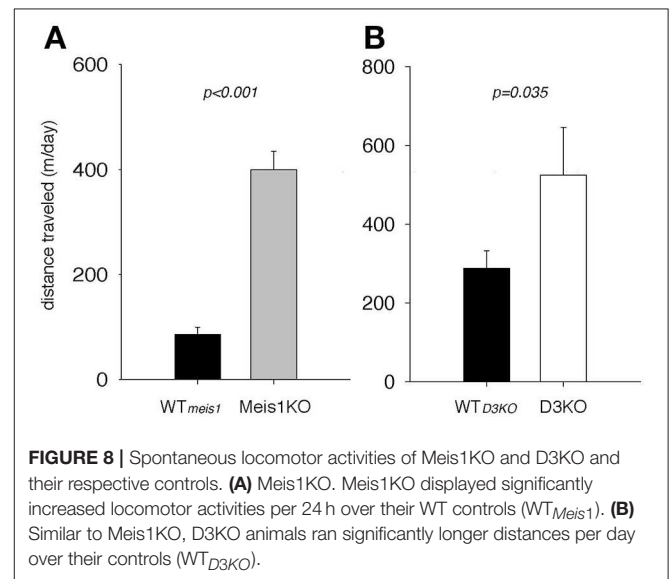 A
B
600
400
200
0
distance traveled (m/day)
p<0.001
WTmeis1 Meis1KO
800
600
400
200
0
p=0.035
WTD3KO D3KO
FIGURE 8 | Spontaneous locomotor activities of Meis1KO and D3KO and
their respective controls. (A) Meis1KO. Meis1KO displayed significantly
increased locomotor activities per 24 h over their WT controls (WTMeis1). (B)
Similar to Meis1KO, D3KO animals ran significantly longer distances per day
over their controls (WTD3KO).